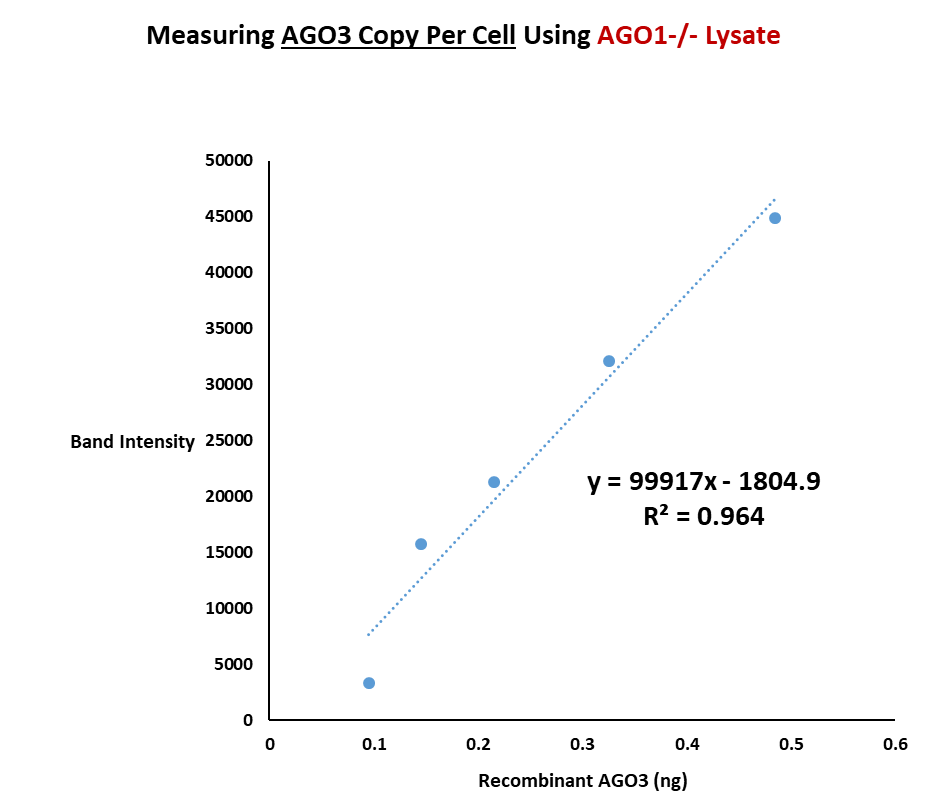 Measuring AGO3 Copy Per Cell Using AGO1-/- Lysate
50000
45000
40000
35000
30000
Band Intensity 25000
20000
15000
10000
5000
0
y = 99917x - 1804.9
R² = 0.964
0 0.1 0.2 0.3 0.4 0.5 0.6
Recombinant AGO3 (ng)